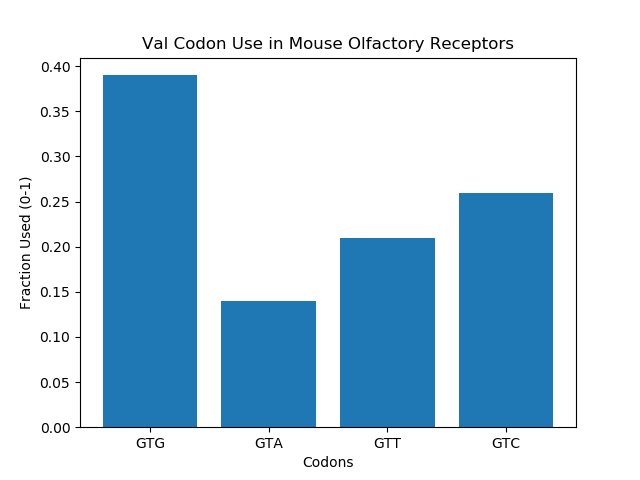 Val Codon Use in Mouse Olfactory Receptors
0.40
0.35
0.30
0.25
0.20
0.15
0.10
0.05
0.00
Fraction Used (0-1)
GTG GTA GTT GTC
Codons